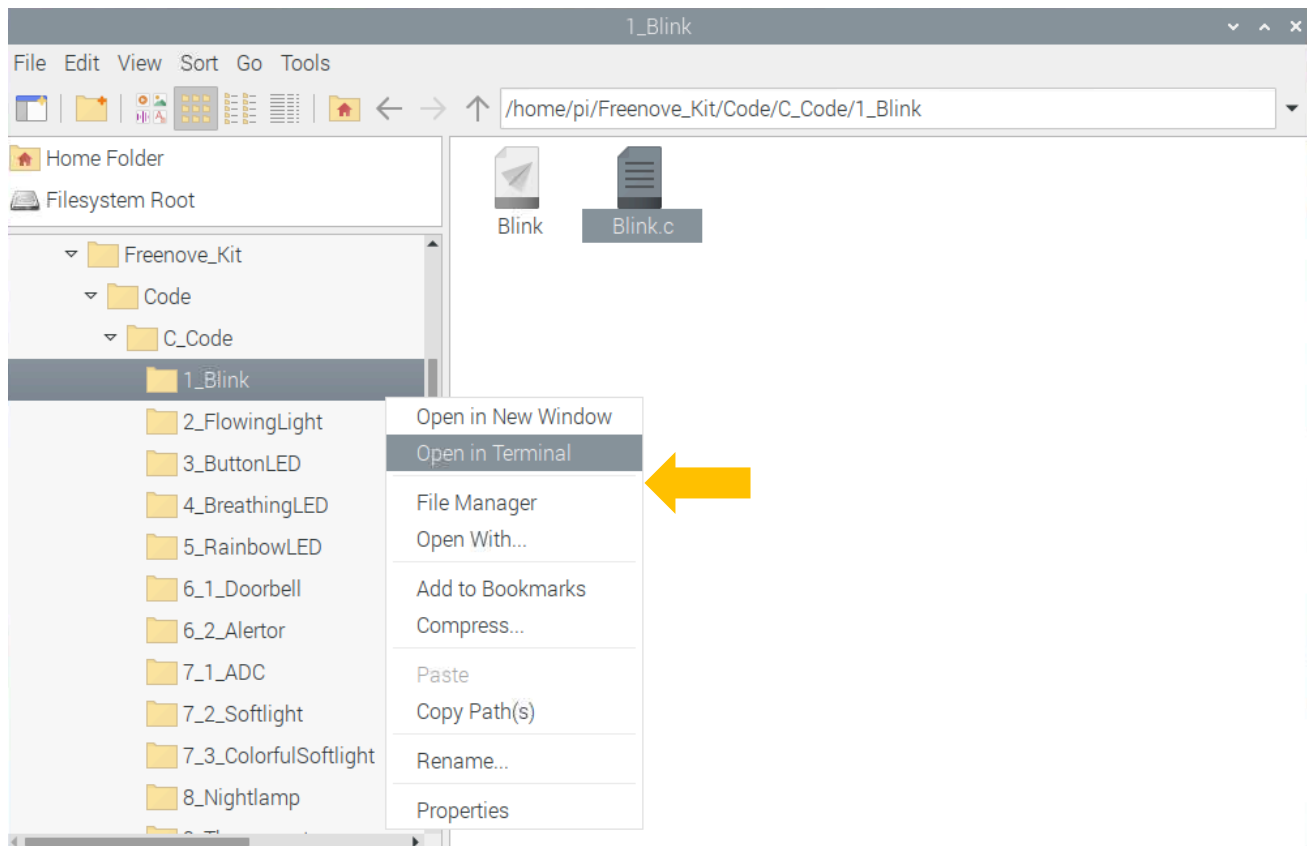 1_Blink
File Edit View Sort Go Tools
/home/pi/Freenove_Kit/Code/C_Code/1_Blink
Home Folder
Filesystem Root
Freenove_Kit
Code
C_Code
1_Blink
2_FlowingLight
3_ButtonLED
4_BreathingLED
5_RainbowLED
6_1_Doorbell
6_2_Alertor
7_1_ADC
7_2_Softlight
7_3_ColorfulSoftlight
8_Nightlamp
Blink
Blink.c
Open in New Window
Open in Terminal
File Manager
Open With...
Add to Bookmarks
Compress...
Paste
Copy Path(s)
Rename...
Properties